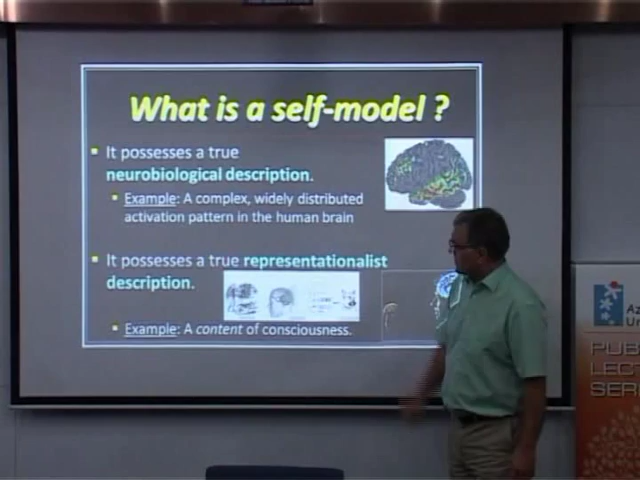 What is a self-model ?
It possesses a true
neurobiological description.
Example: A complex, widely distributed
activation pattern in the human brain
It possesses a true representationalist
description.
Example: A content of consciousness.
PUB
LECT
SER